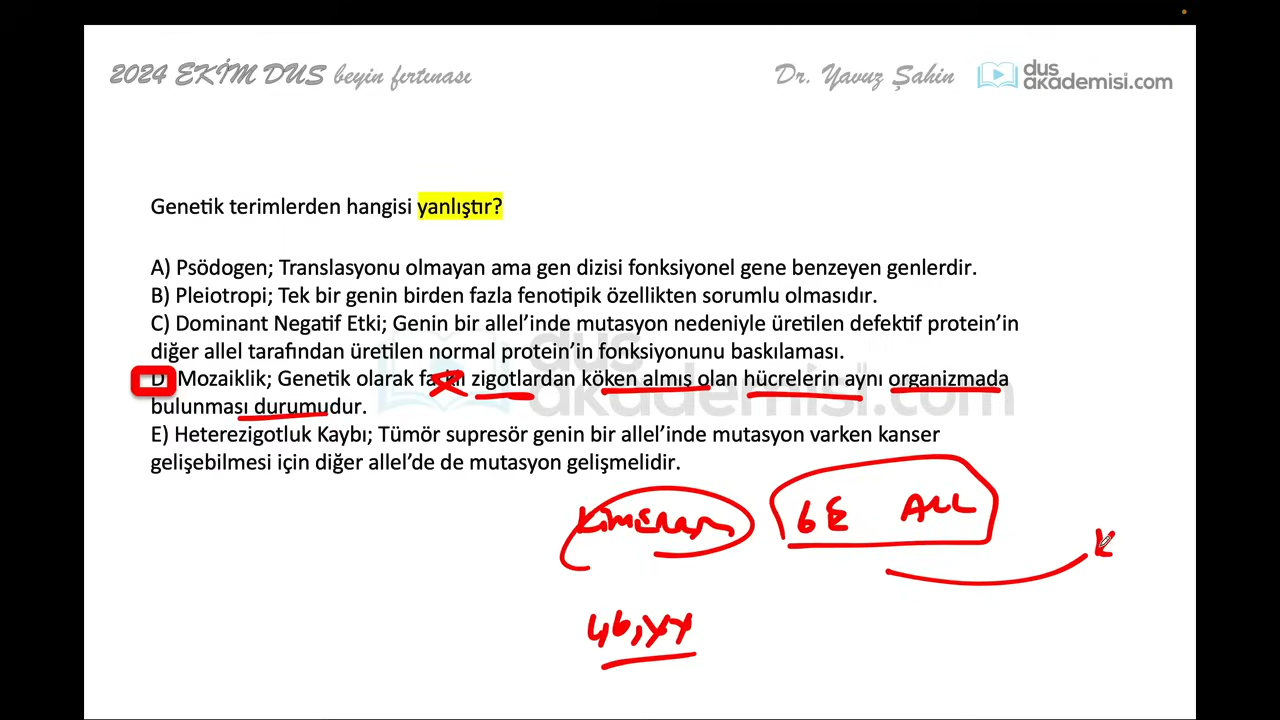 2024 EKİM DUS beyin fırtınası
Dr. Yavuz Şahin
dus
akademisi.com
Genetik terimlerden hangisi yanlıştır?
A) Psödogen; Translasyonu olmayan ama gen dizisi fonksiyonel gene benzeyen genlerdir.
B) Pleiotropi; Tek bir genin birden fazla fenotipik özellikten sorumlu olmasıdır.
C) Dominant Negatif Etki; Genin bir allel’inde mutasyon nedeniyle üretilen defektif protein’in
diğer allel tarafından üretilen normal protein’in fonksiyonunu baskılaması.
D) Mozaiklik; Genetik olarak farklı zigotlardan köken almış olan hücrelerin aynı organizmada
bulunması durumudur.
E) Heterezigotluk Kaybı; Tümör supresör genin bir allel’inde mutasyon varken kanser
gelişebilmesi için diğer allel’de de mutasyon gelişmelidir.
dus
akademisi.com
6E ALL
K